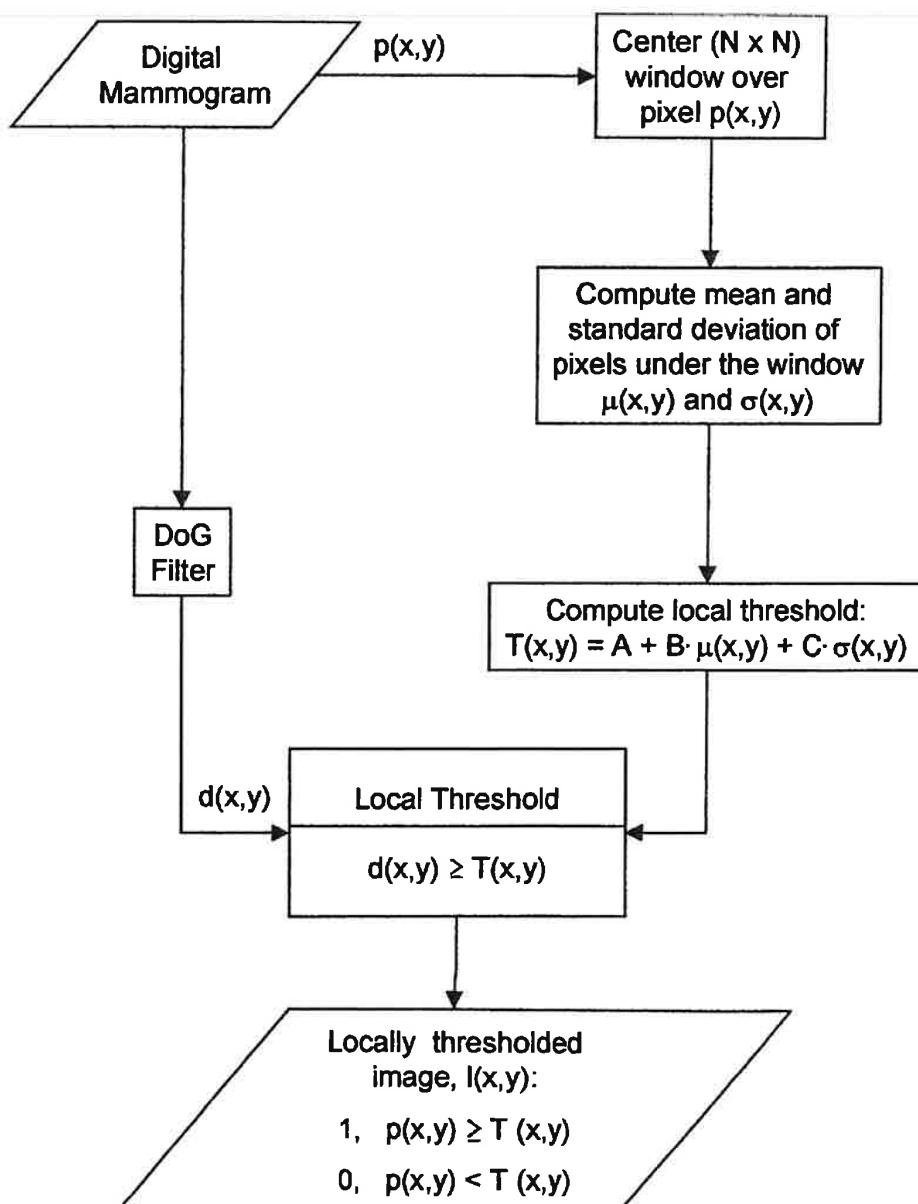 Digital
Mammogram
p(x,y)
Center (N x N)
window over
pixel p(x,y)
Compute mean and
standard deviation of
pixels under the window
μ(x,y) and σ(x,y)
DoG
Filter
Compute local threshold:
T(x,y) = A + B· μ(x,y) + C· σ(x,y)
d(x,y)
Local Threshold
d(x,y) ≥ T(x,y)
Locally thresholded
image, I(x,y):
1, p(x,y) ≥ T (x,y)
0, p(x,y) < T (x,y)